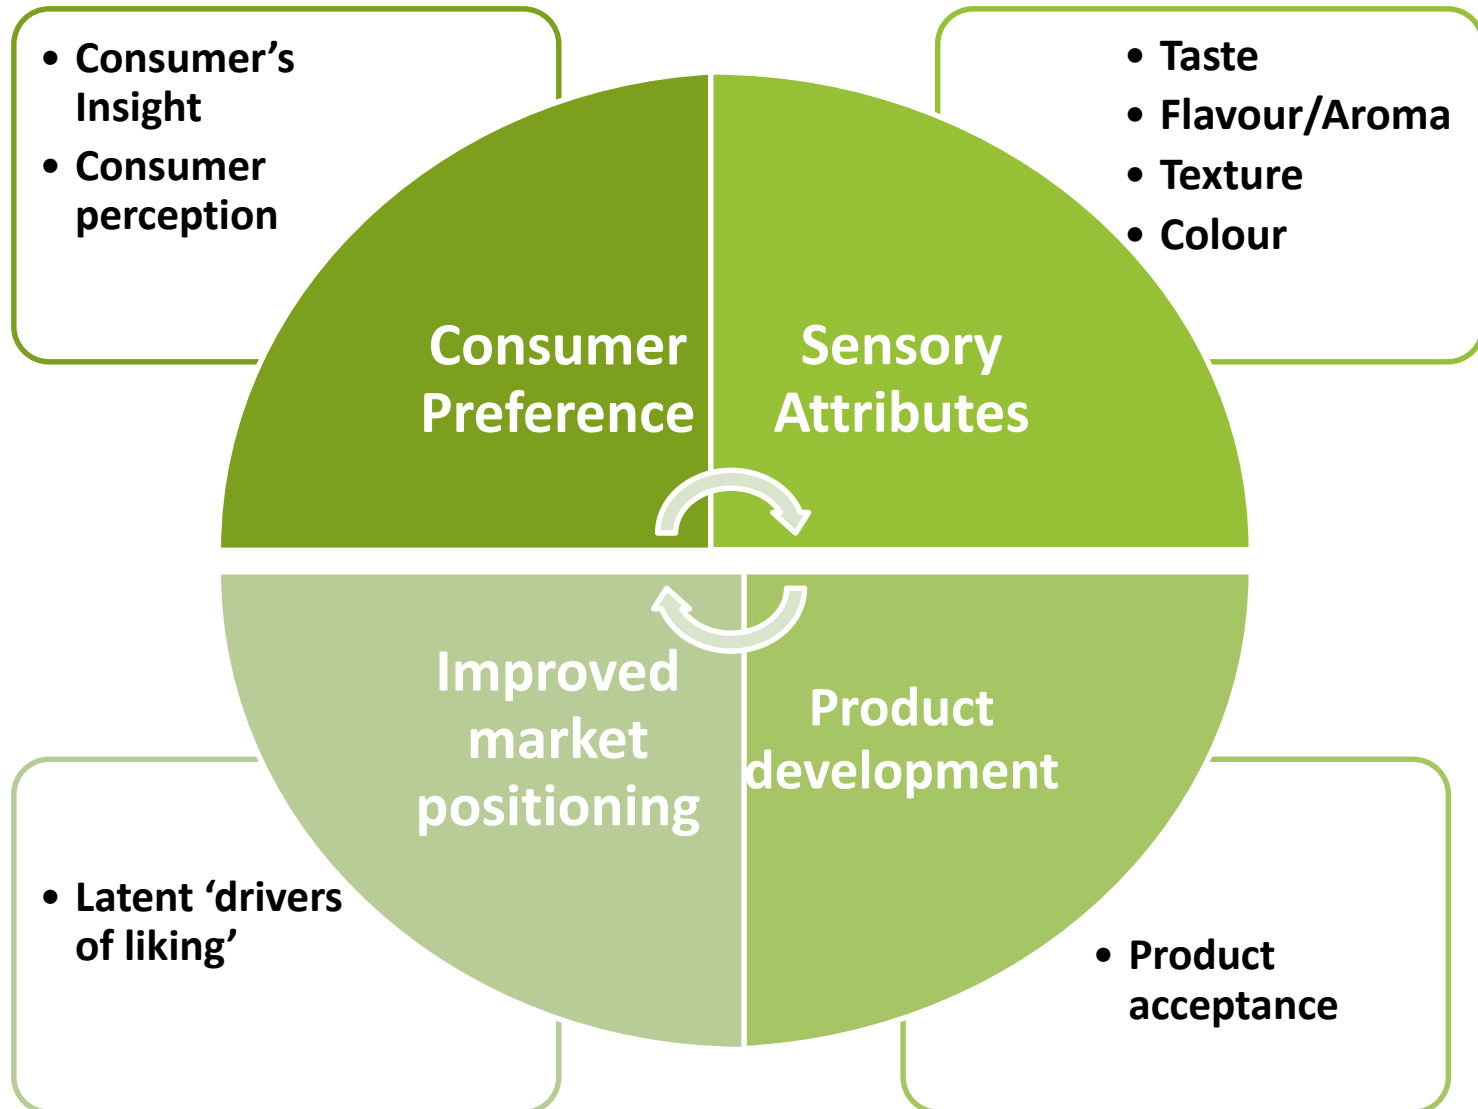 • Consumer’s
Insight
• Consumer
perception
• Taste
• Flavour/Aroma
• Texture
• Colour
Consumer
Preference
Sensory
Attributes
Improved
market
positioning
Product
development
• Latent ‘drivers
of liking’
• Product
acceptance